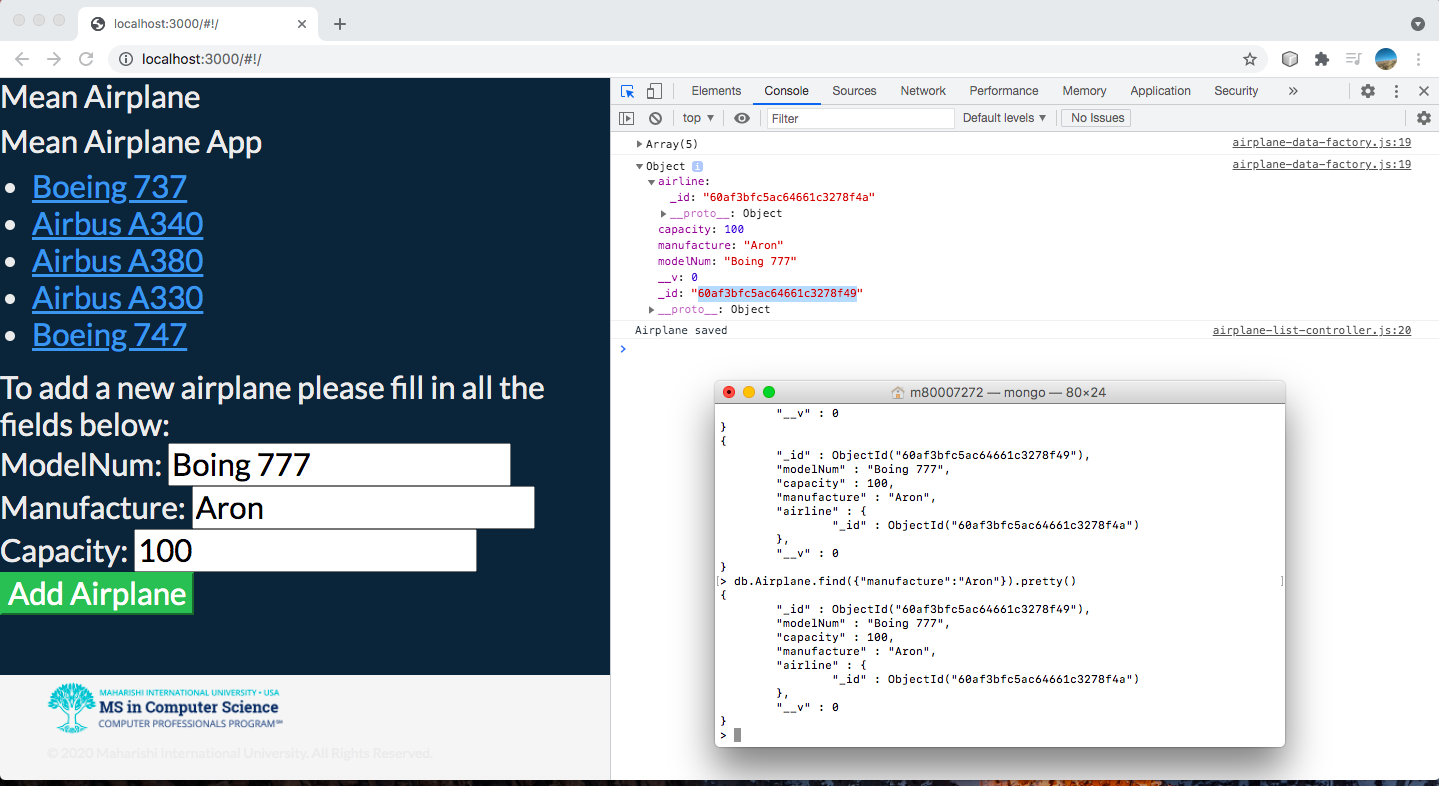 localhost:3000/#!/
localhost:3000/#!/
Mean Airplane
Mean Airplane App
Boeing 737
Airbus A340
Airbus A380
Airbus A330
Boeing 747
To add a new airplane please fill in all the
fields below:
ModelNum: Boing 777
Manufacture: Aron
Capacity: 100
Add Airplane
MAHARISHI INTERNATIONAL UNIVERSITY • USA
MS in Computer Science
COMPUTER PROFESSIONALS PROGRAM℠
© 2020 Maharishi International University. All Rights Reserved.
Elements Console Sources Network Performance Memory Application Security »
top ▼ Filter Default levels ▼ No Issues
▶Array(5) airplane-data-factory.js:19
▼Object i airplane-data-factory.js:19
▼airline:
_id: "60af3bfc5ac64661c3278f4a"
▶__proto__: Object
capacity: 100
manufacture: "Aron"
modelNum: "Boing 777"
__v: 0
_id: "60af3bfc5ac64661c3278f49"
▶__proto__: Object
Airplane saved airplane-list-controller.js:20
>
m80007272 — mongo — 80×24
"__v" : 0
}
{
"_id" : ObjectId("60af3bfc5ac64661c3278f49"),
"modelNum" : "Boing 777",
"capacity" : 100,
"manufacture" : "Aron",
"airline" : {
"_id" : ObjectId("60af3bfc5ac64661c3278f4a")
},
"__v" : 0
}
[> db.Airplane.find({"manufacture":"Aron"}).pretty() ]
{
"_id" : ObjectId("60af3bfc5ac64661c3278f49"),
"modelNum" : "Boing 777",
"capacity" : 100,
"manufacture" : "Aron",
"airline" : {
"_id" : ObjectId("60af3bfc5ac64661c3278f4a")
},
"__v" : 0
}
>